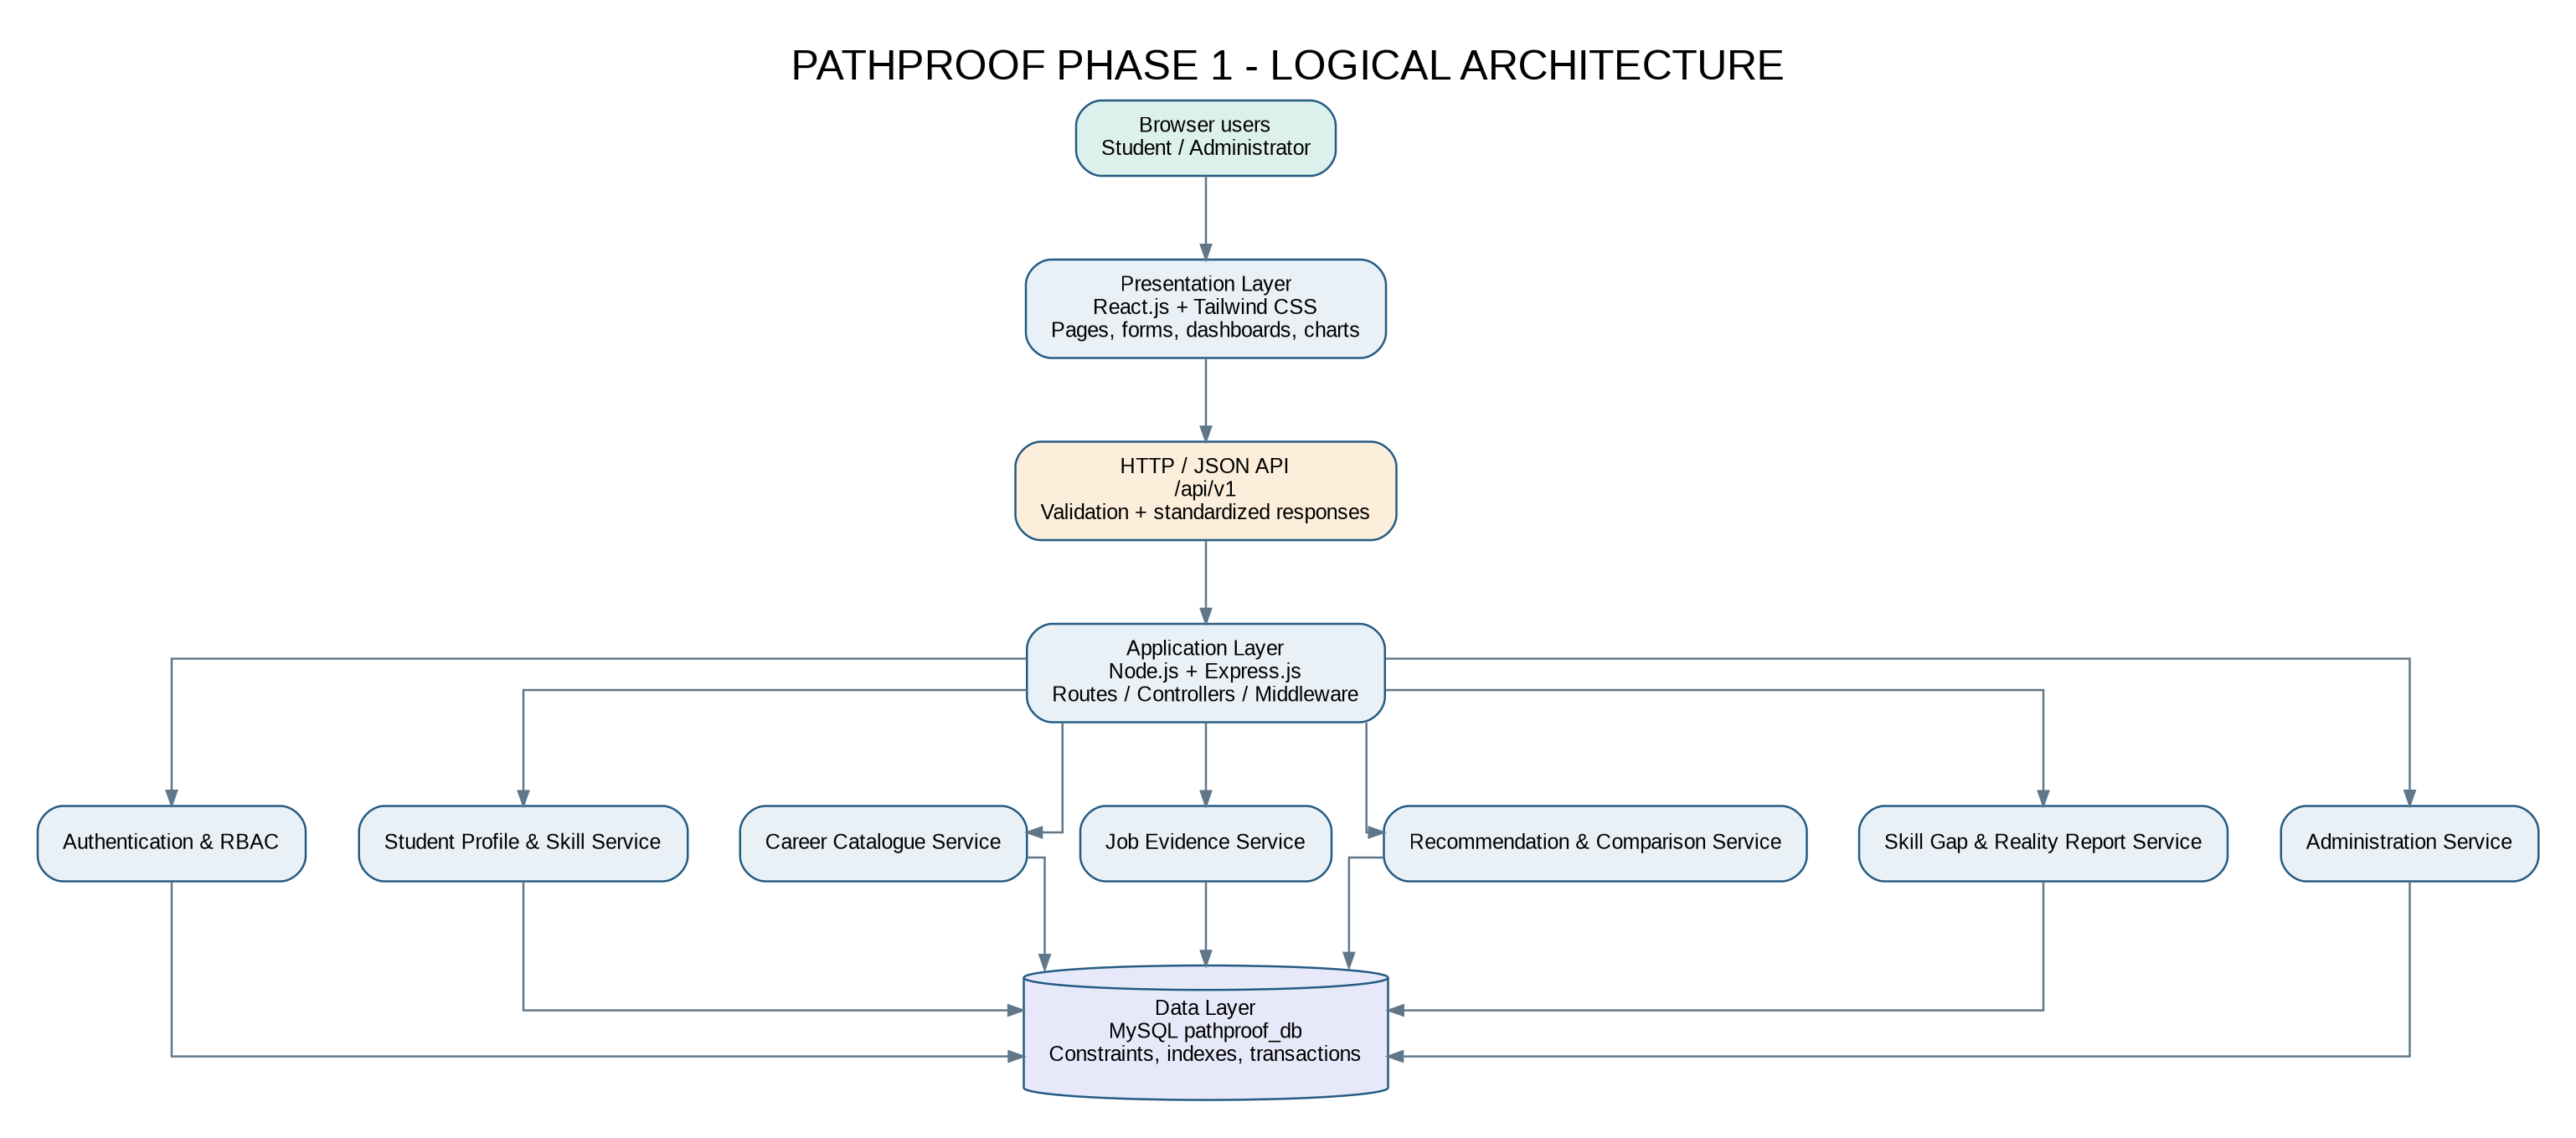 PATHPROOF PHASE 1 - LOGICAL ARCHITECTURE
Browser users
Student / Administrator
Presentation Layer
React.js + Tailwind CSS
Pages, forms, dashboards, charts
HTTP / JSON API
/api/v1
Validation + standardized responses
Application Layer
Node.js + Express.js
Routes / Controllers / Middleware
Authentication & RBAC
Student Profile & Skill Service
Career Catalogue Service
Job Evidence Service
Recommendation & Comparison Service
Skill Gap & Reality Report Service
Administration Service
Data Layer
MySQL pathproof_db
Constraints, indexes, transactions